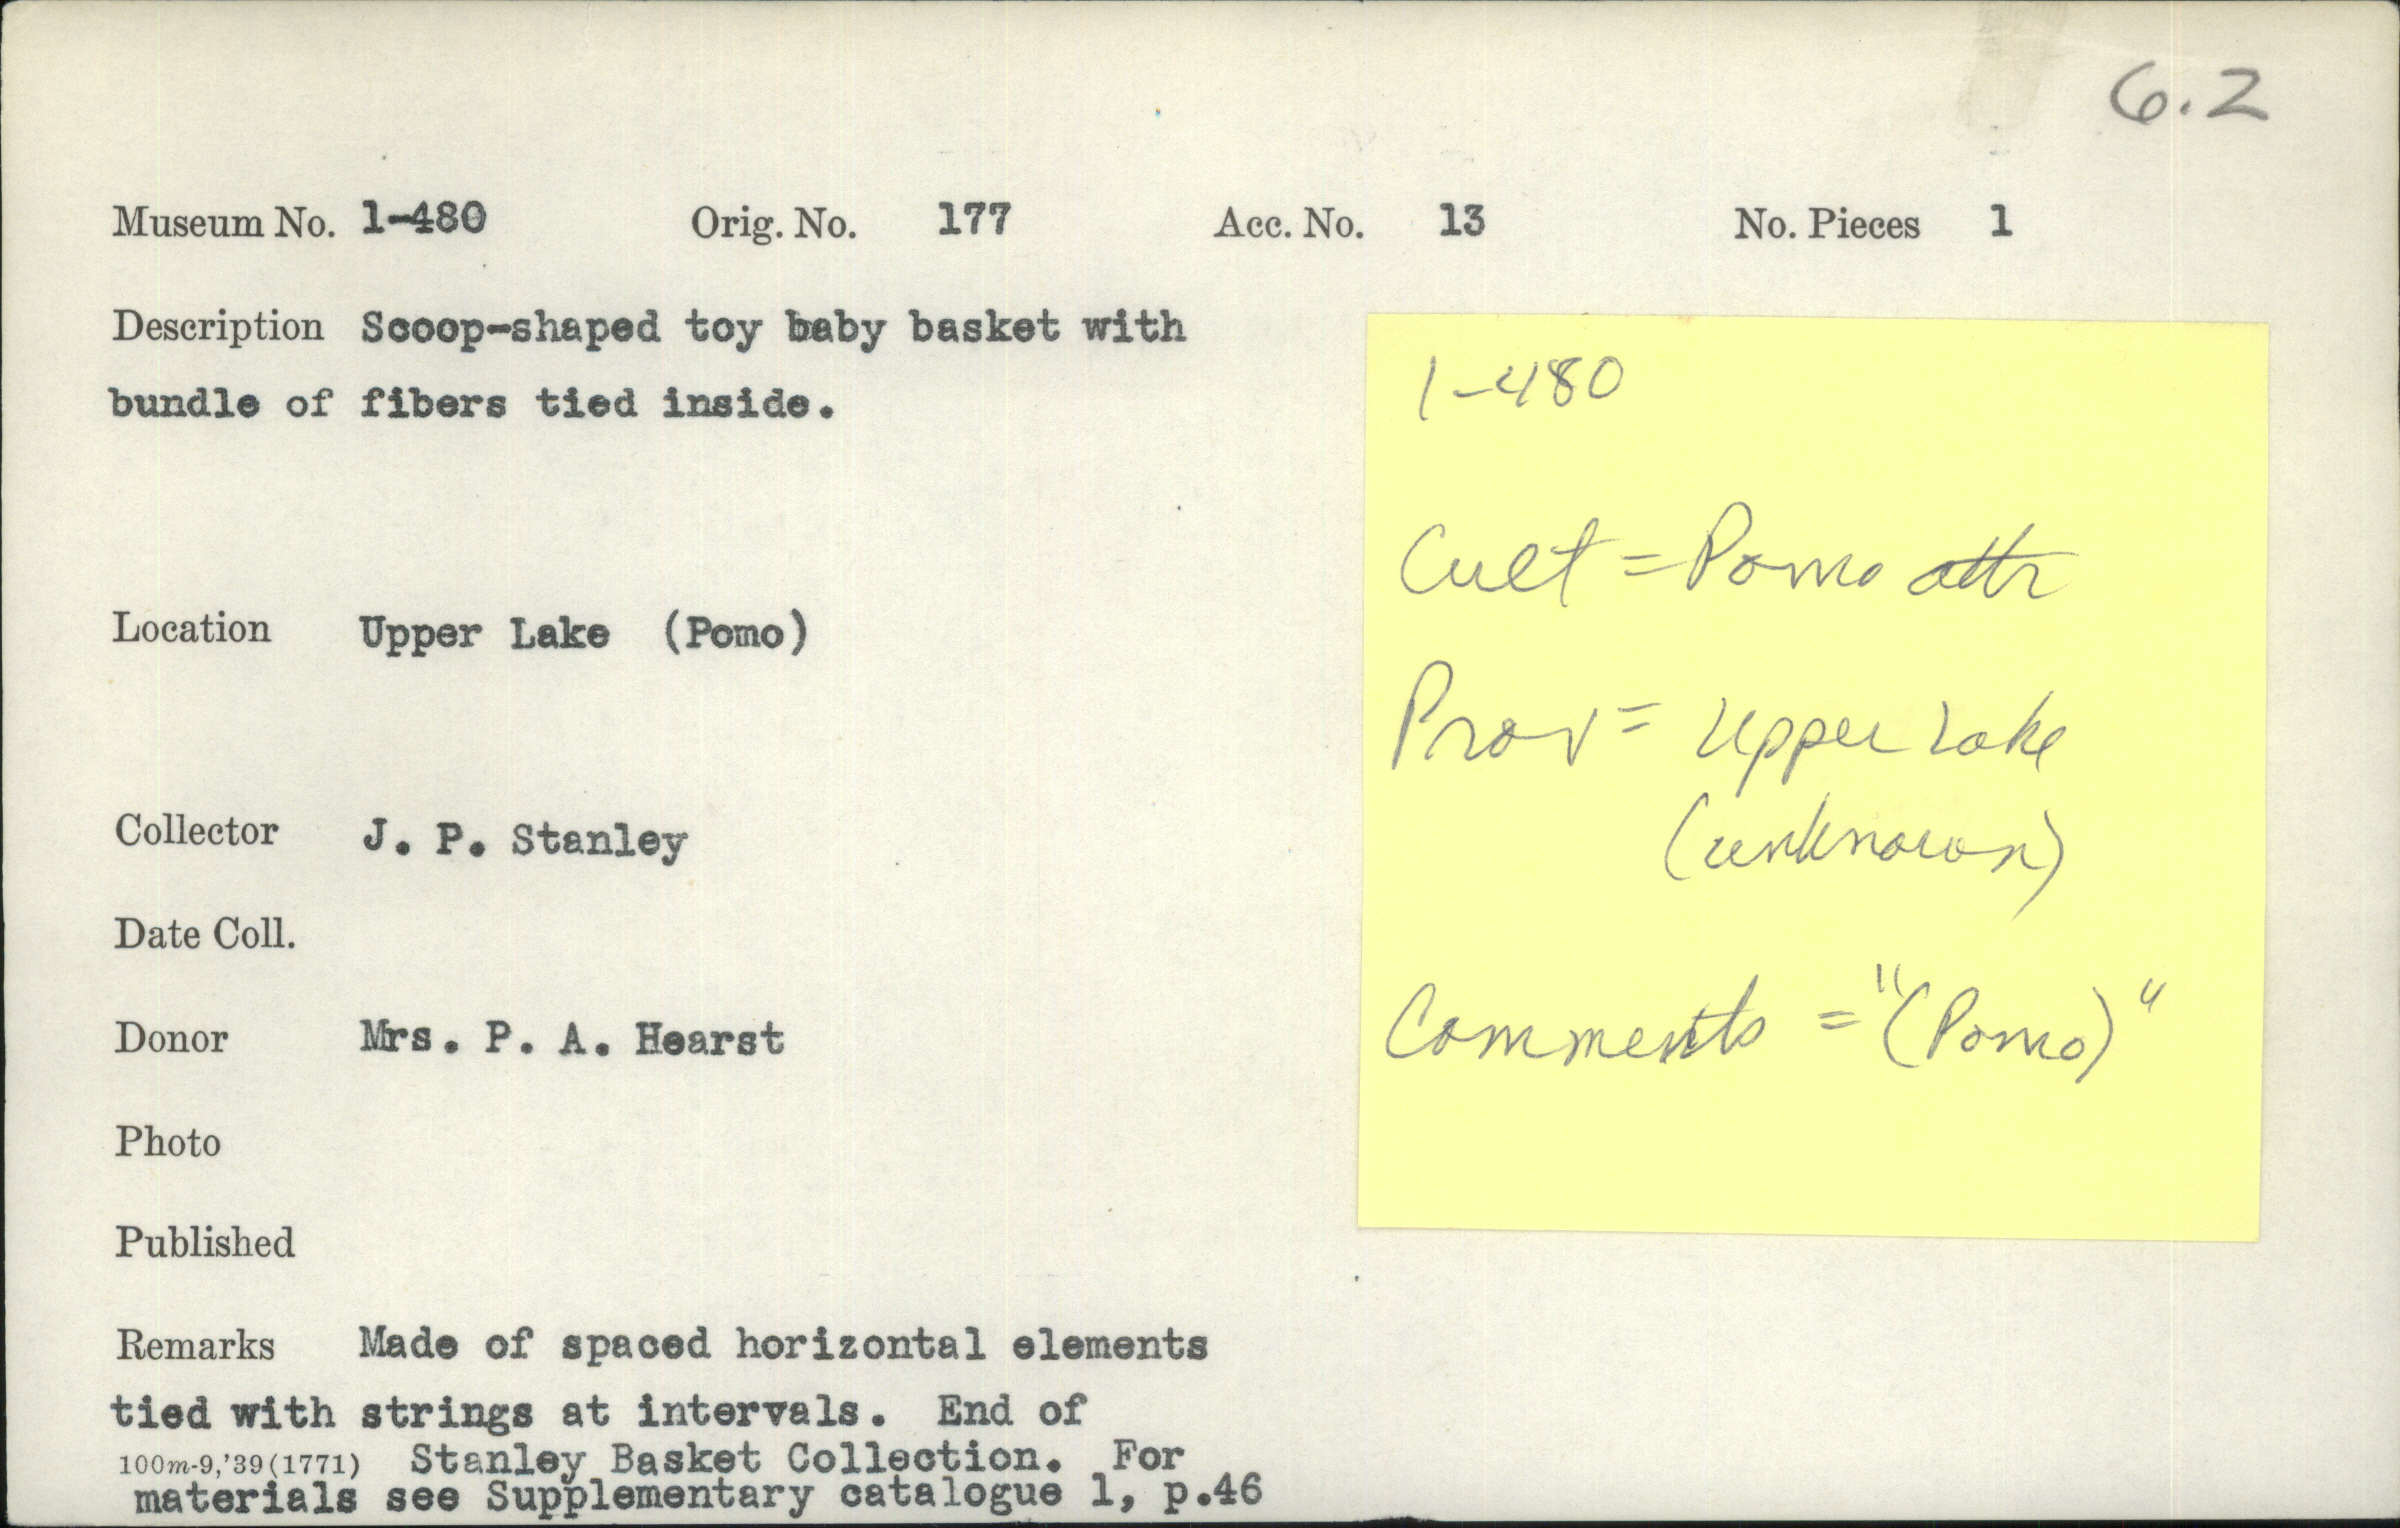 6.2
Museum No. 1-480 Orig. No. 177 Acc. No. 13 No. Pieces 1
Description Scoop-shaped toy baby basket with
bundle of fibers tied inside.
Location Upper Lake (Pomo)
Collector J. P. Stanley
Date Coll.
Donor Mrs. P. A. Hearst
Photo
Published
Remarks Made of spaced horizontal elements
tied with strings at intervals. End of
100m-9,'39(1771) Stanley Basket Collection. For
materials see Supplementary catalogue 1, p.46
1-480
Cult = Pomo attr
Prov = Upper Lake
(unknown)
Comments = "(Pomo)"